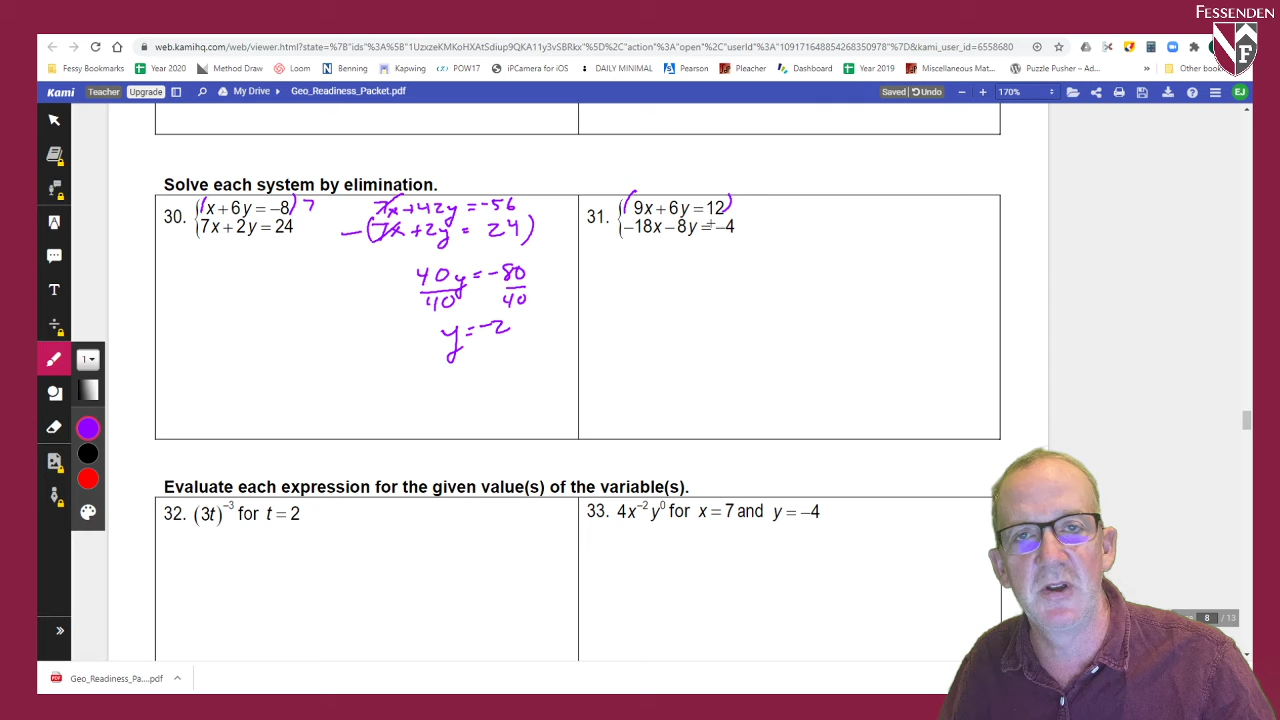 FESSENDEN
F
web.kamihq.com/web/viewer.html?state=%7B"ids"%3A%5B"1UzxzeKMKoHXAtSdiup9QKA11y3vSBRkx"%5D%2C"action"%3A"open"%2C"userId"%3A"109171648854268350978"%7D&kami_user_id=6558680
Fessy Bookmarks Year 2020 Method Draw Loom Benning Kapwing POW17 iPCamera for iOS DAILY MINIMAL Pearson Pleacher Dashboard Year 2019 Miscellaneous Mat... Puzzle Pusher – Ad... » Other book
Kami Teacher Upgrade My Drive Geo_Readiness_Packet.pdf Saved Undo 170% EJ
Solve each system by elimination.
30. { (x + 6y = −8) 7
7x + 2y = 24
7x + 42y = -56
- (7x + 2y = 24)
40y = -80
40 40
y = -2
31. { (9x + 6y = 12)
−18x − 8y = −4
Evaluate each expression for the given value(s) of the variable(s).
32. (3t)⁻³ for t = 2
33. 4x⁻²y⁰ for x = 7 and y = −4
1
T
8 / 13
»
Geo_Readiness_Pa....pdf